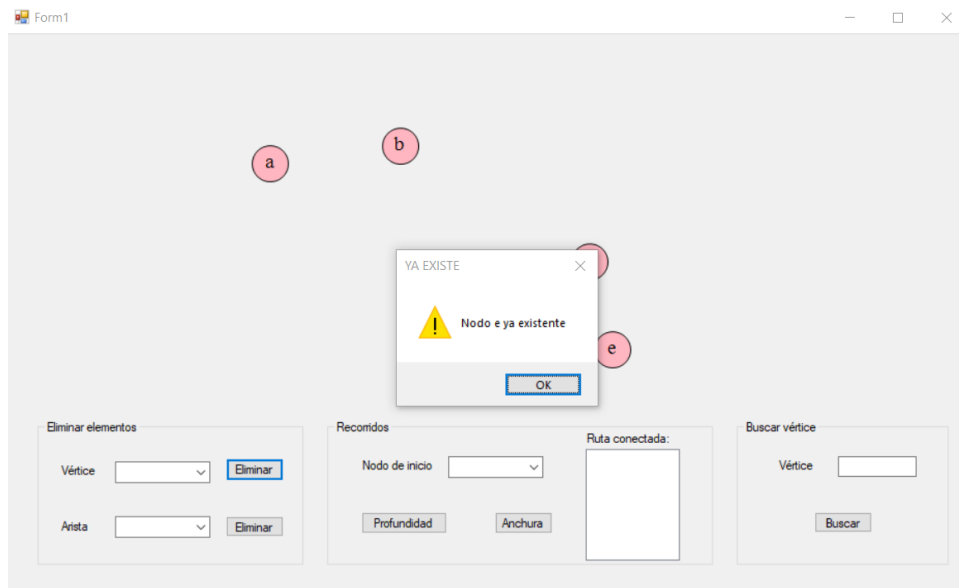 Form1
b
a
YA EXISTE
Nodo e ya existente
e
OK
Eliminar elementos
Vértice
Eliminar
Arista
Eliminar
Recorridos
Ruta conectada:
Nodo de inicio
Profundidad
Anchura
Buscar vértice
Vértice
Buscar